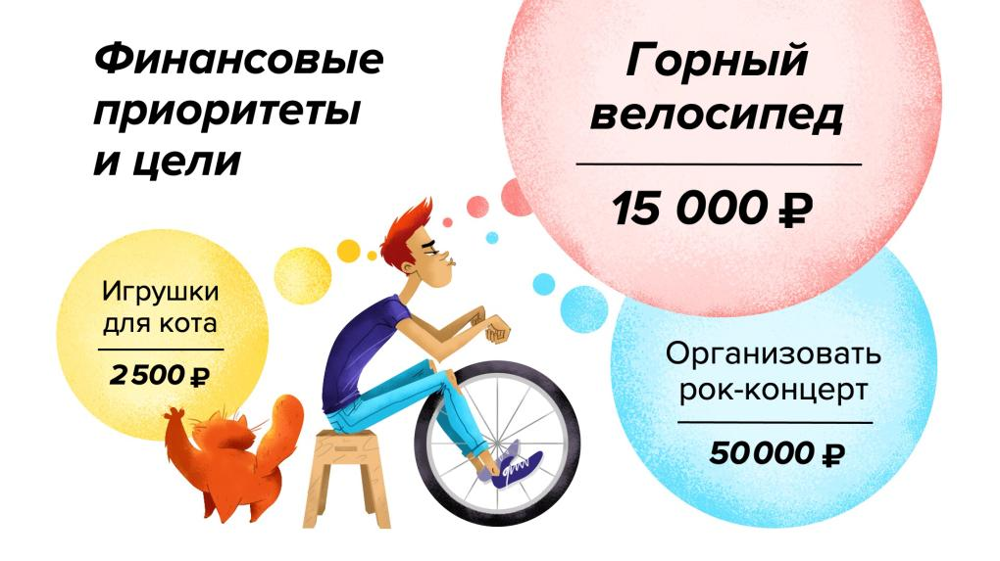 Финансовые
приоритеты
и цели
Горный
велосипед
15 000 ₽
Игрушки
для кота
2 500 ₽
Организовать
рок-концерт
50 000 ₽